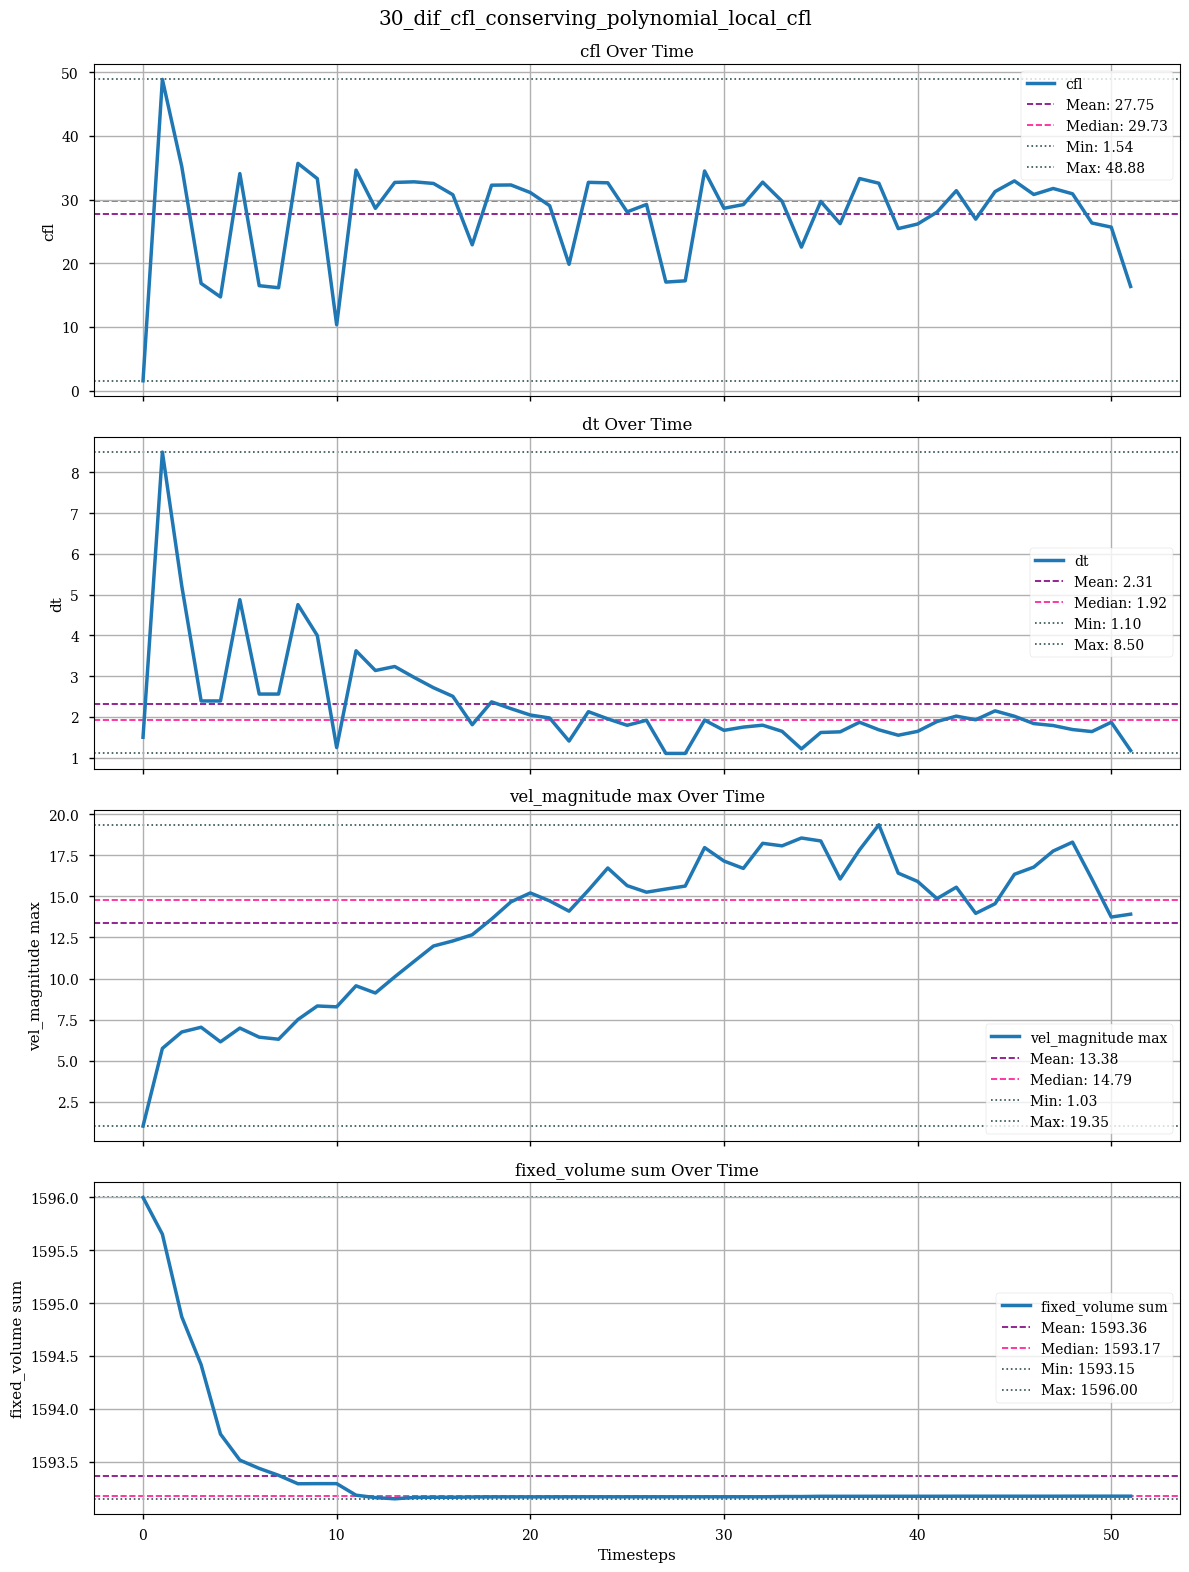 30_dif_cfl_conserving_polynomial_local_cfl
cfl Over Time
50
40
30
20
10
0
cfl
cfl
Mean: 27.75
Median: 29.73
Min: 1.54
Max: 48.88
dt Over Time
8
7
6
5
4
3
2
1
dt
dt
Mean: 2.31
Median: 1.92
Min: 1.10
Max: 8.50
vel_magnitude max Over Time
20.0
17.5
15.0
12.5
10.0
7.5
5.0
2.5
vel_magnitude max
vel_magnitude max
Mean: 13.38
Median: 14.79
Min: 1.03
Max: 19.35
fixed_volume sum Over Time
1596.0
1595.5
1595.0
1594.5
1594.0
1593.5
fixed_volume sum
fixed_volume sum
Mean: 1593.36
Median: 1593.17
Min: 1593.15
Max: 1596.00
0 10 20 30 40 50
Timesteps